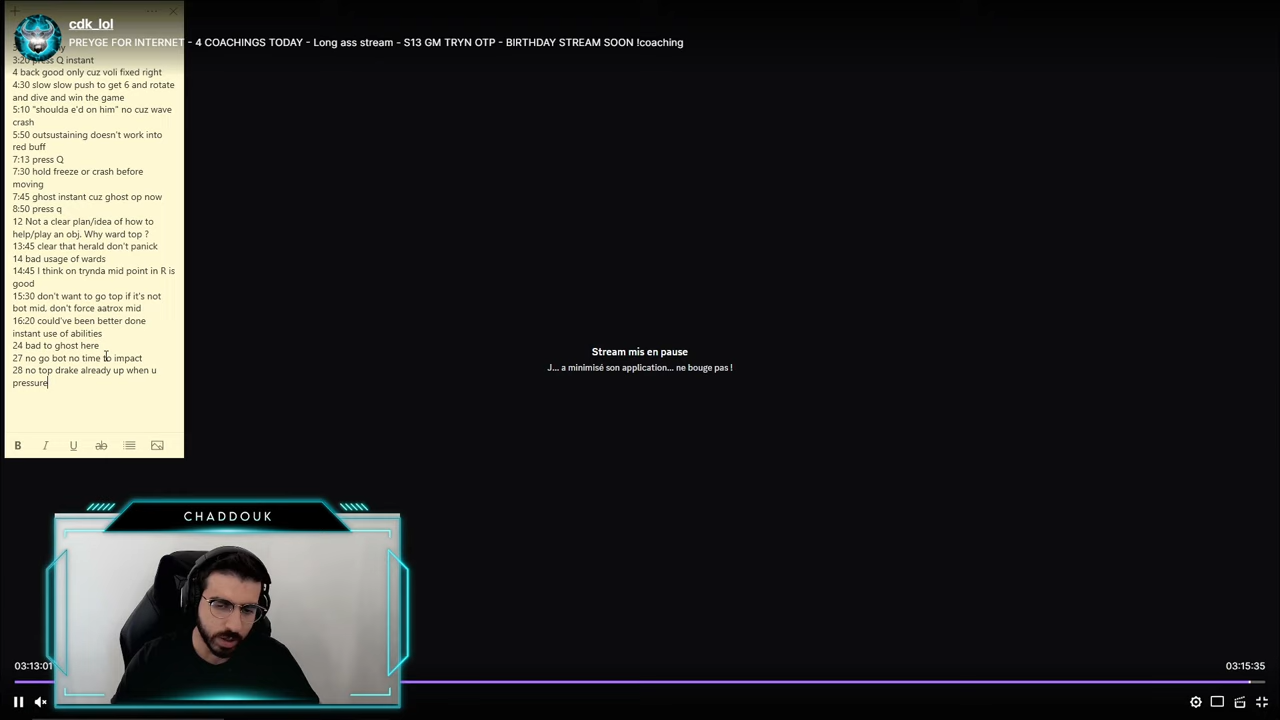 cdk_lol
PREYGE FOR INTERNET - 4 COACHINGS TODAY - Long ass stream - S13 GM TRYN OTP - BIRTHDAY STREAM SOON !coaching
3:20 press Q instant
4 back good only cuz voli fixed right
4:30 slow slow push to get 6 and rotate
and dive and win the game
5:10 "shoulda e'd on him" no cuz wave
crash
5:50 outsustaining doesn't work into
red buff
7:13 press Q
7:30 hold freeze or crash before
moving
7:45 ghost instant cuz ghost op now
8:50 press q
12 Not a clear plan/idea of how to
help/play an obj. Why ward top ?
13:45 clear that herald don't panick
14 bad usage of wards
14:45 I think on trynda mid point in R is
good
15:30 don't want to go top if it's not
bot mid, don't force aatrox mid
16:20 could've been better done
instant use of abilities
24 bad to ghost here
27 no go bot no time to impact
28 no top drake already up when u
pressure
B I U ab
Stream mis en pause
J... a minimisé son application... ne bouge pas !
CHADDOUK
03:13:01
03:15:35